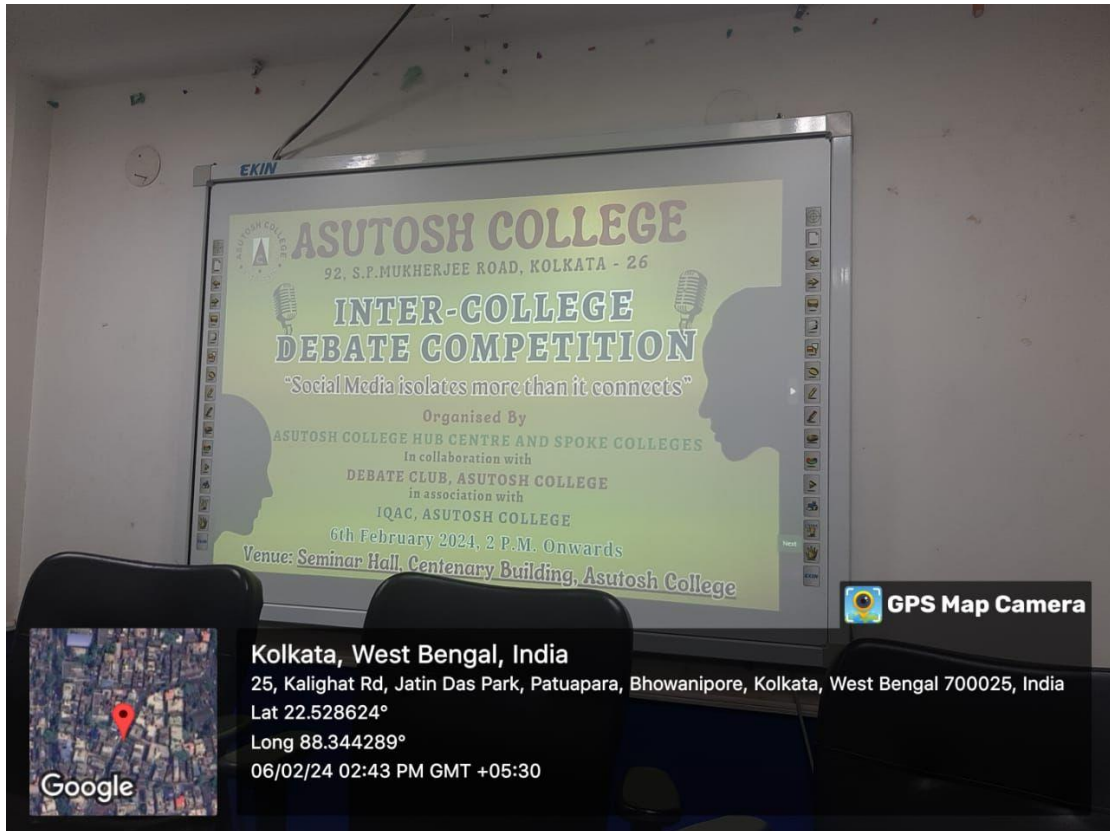 EKIN
ASUTOSH COLLEGE
ASUTOSH COLLEGE
92, S.P.MUKHERJEE ROAD, KOLKATA - 26
INTER-COLLEGE
DEBATE COMPETITION
"Social Media isolates more than it connects"
Organised By
ASUTOSH COLLEGE HUB CENTRE AND SPOKE COLLEGES
In collaboration with
DEBATE CLUB, ASUTOSH COLLEGE
in association with
IQAC, ASUTOSH COLLEGE
6th February 2024, 2 P.M. Onwards
Venue: Seminar Hall, Centenary Building, Asutosh College
Next
EKIN
GPS Map Camera
Kolkata, West Bengal, India
25, Kalighat Rd, Jatin Das Park, Patuapara, Bhowanipore, Kolkata, West Bengal 700025, India
Lat 22.528624°
Long 88.344289°
06/02/24 02:43 PM GMT +05:30
Google